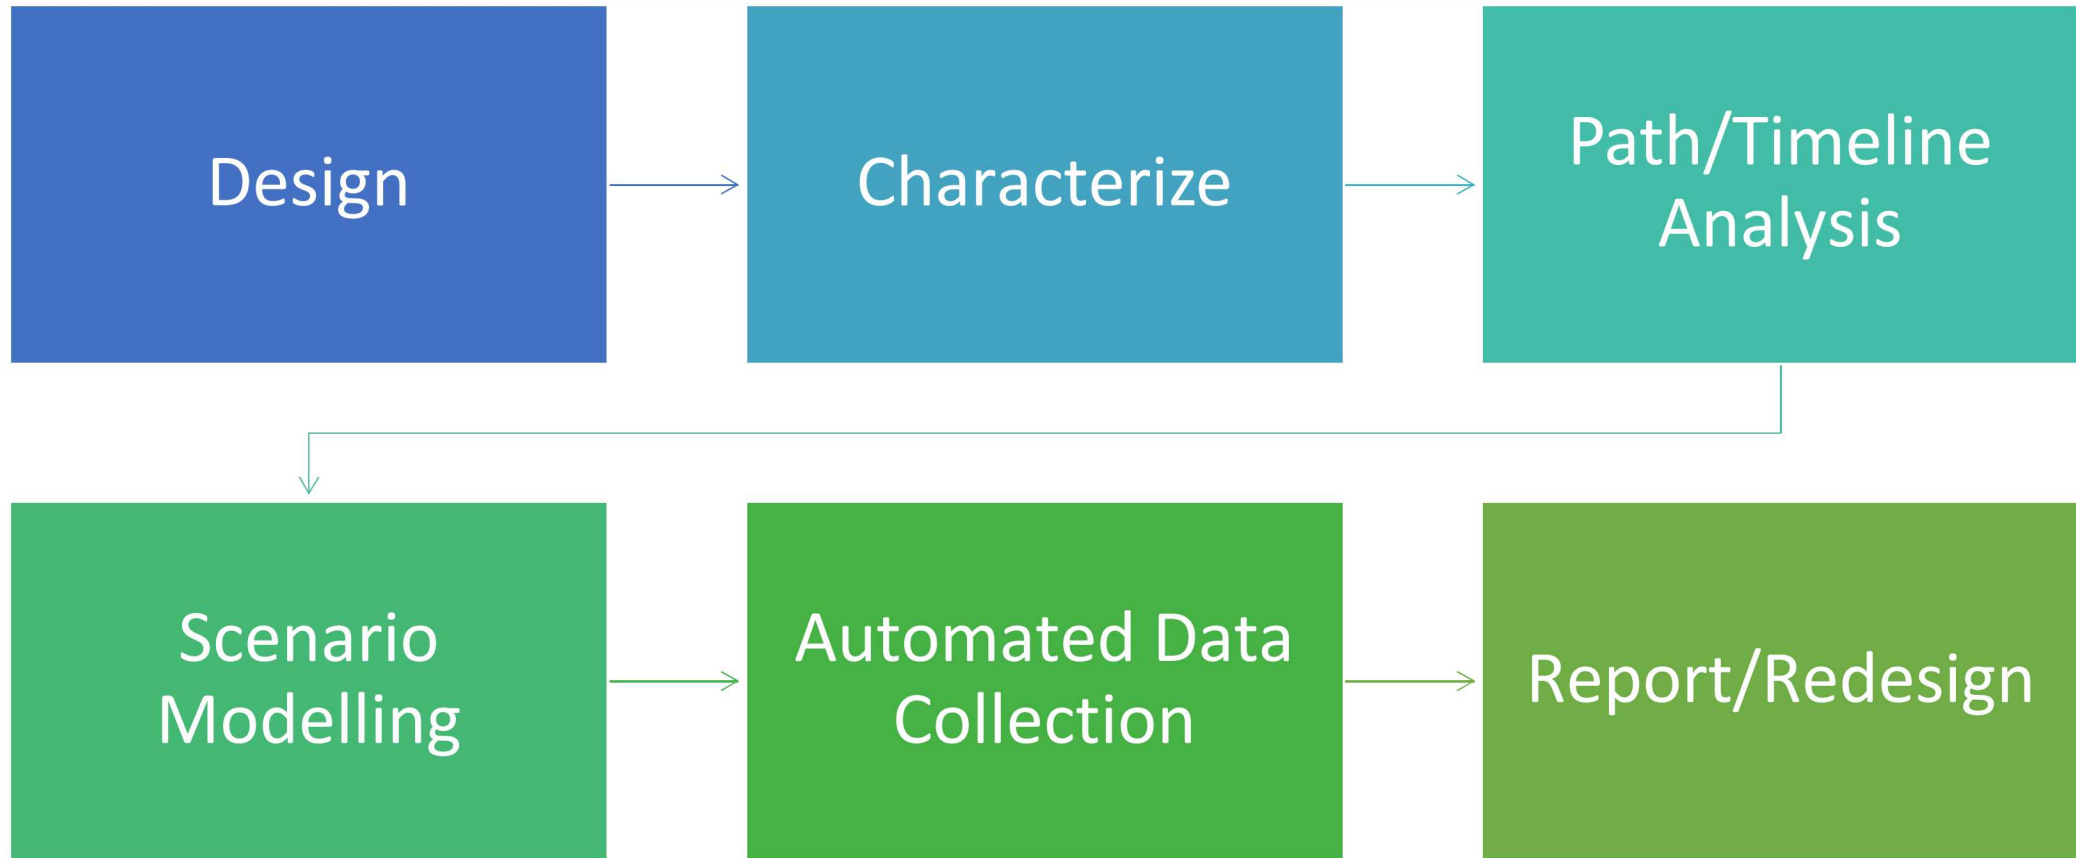 Design
Characterize
Path/Timeline
Analysis
Scenario
Modelling
Automated Data
Collection
Report/Redesign